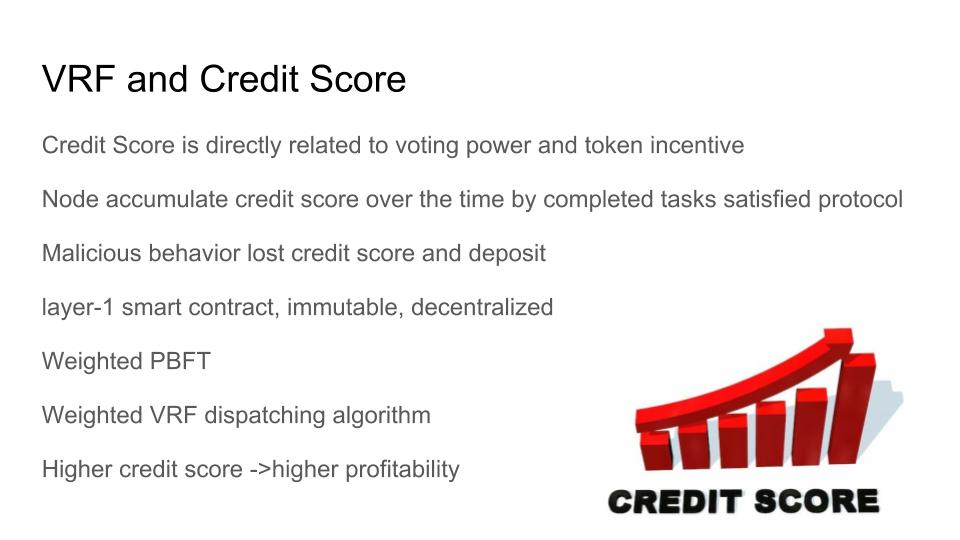 VRF and Credit Score
Credit Score is directly related to voting power and token incentive
Node accumulate credit score over the time by completed tasks satisfied protocol
Malicious behavior lost credit score and deposit
layer-1 smart contract, immutable, decentralized
Weighted PBFT
Weighted VRF dispatching algorithm
Higher credit score ->higher profitability
CREDIT SCORE